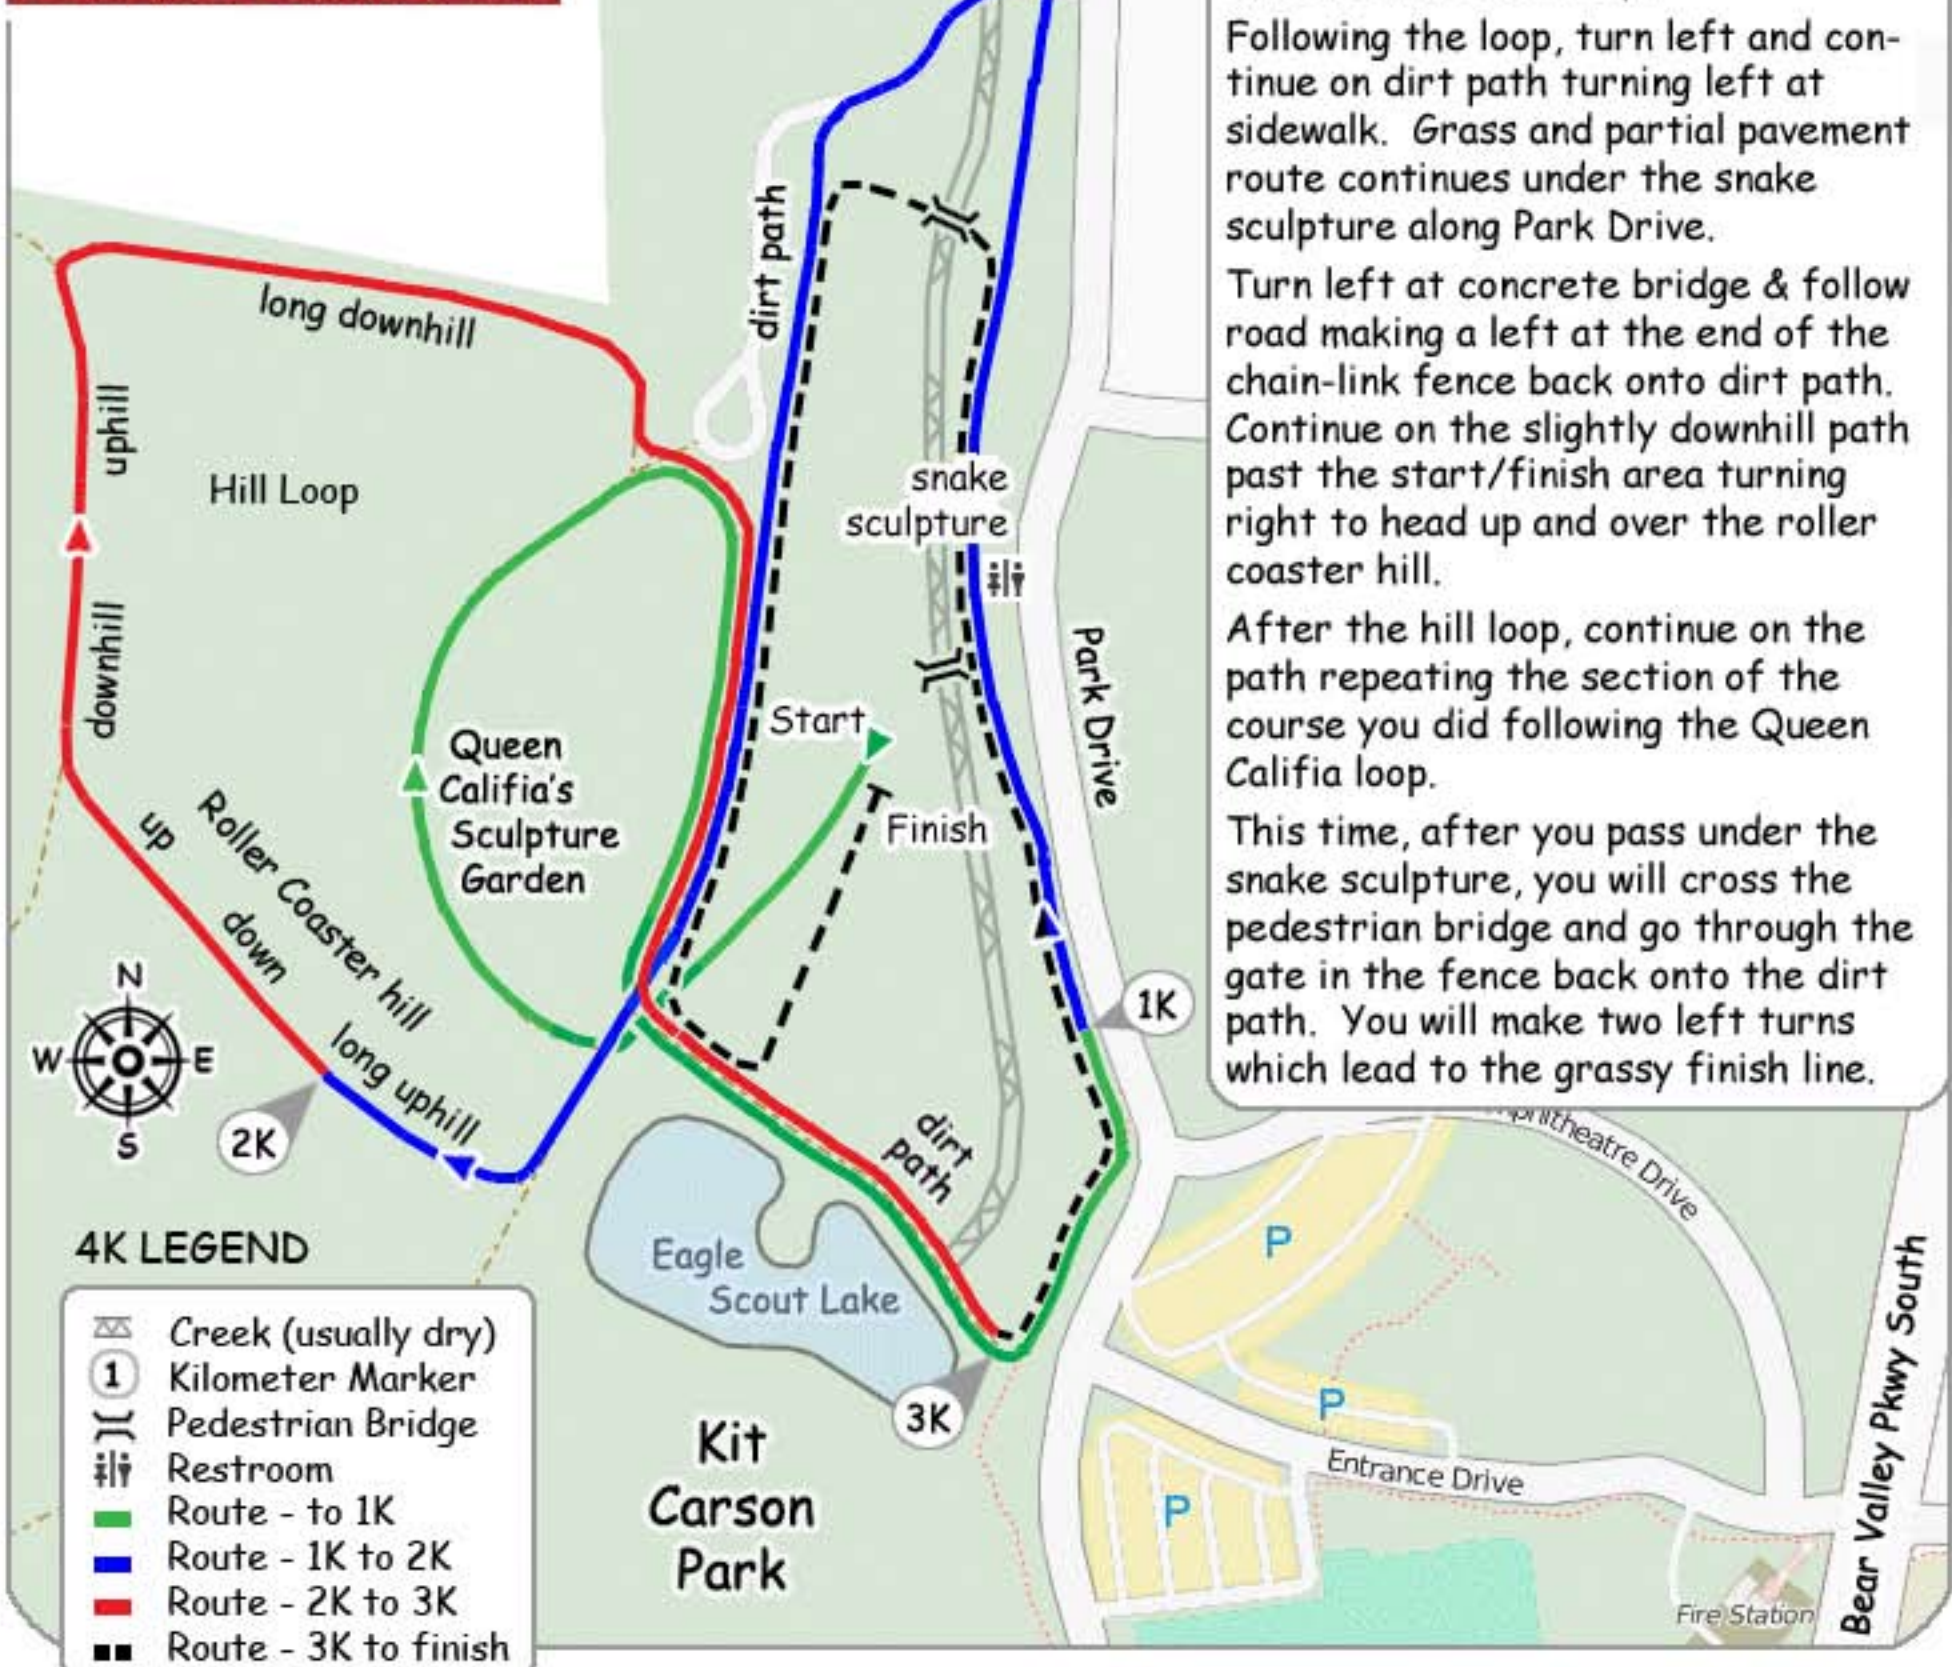 Following the loop, turn left and con-
tinue on dirt path turning left at
sidewalk. Grass and partial pavement
route continues under the snake
sculpture along Park Drive.
Turn left at concrete bridge & follow
road making a left at the end of the
chain-link fence back onto dirt path.
Continue on the slightly downhill path
past the start/finish area turning
right to head up and over the roller
coaster hill.
After the hill loop, continue on the
path repeating the section of the
course you did following the Queen
Califia loop.
This time, after you pass under the
snake sculpture, you will cross the
pedestrian bridge and go through the
gate in the fence back onto the dirt
path. You will make two left turns
which lead to the grassy finish line.
dirt path
long downhill
uphill
Hill Loop
snake
sculpture
downhill
Park Drive
Start
Finish
Queen
Califia's
Sculpture
Garden
up
Roller Coaster hill
down
long uphill
N
W
E
S
1K
2K
dirt
path
Eagle
Scout Lake
3K
Kit
Carson
Park
Drive
P
P
P
Entrance Drive
Bear Valley Pkwy South
Fire Station
4K LEGEND
Creek (usually dry)
1
Kilometer Marker
Pedestrian Bridge
Restroom
Route - to 1K
Route - 1K to 2K
Route - 2K to 3K
Route - 3K to finish